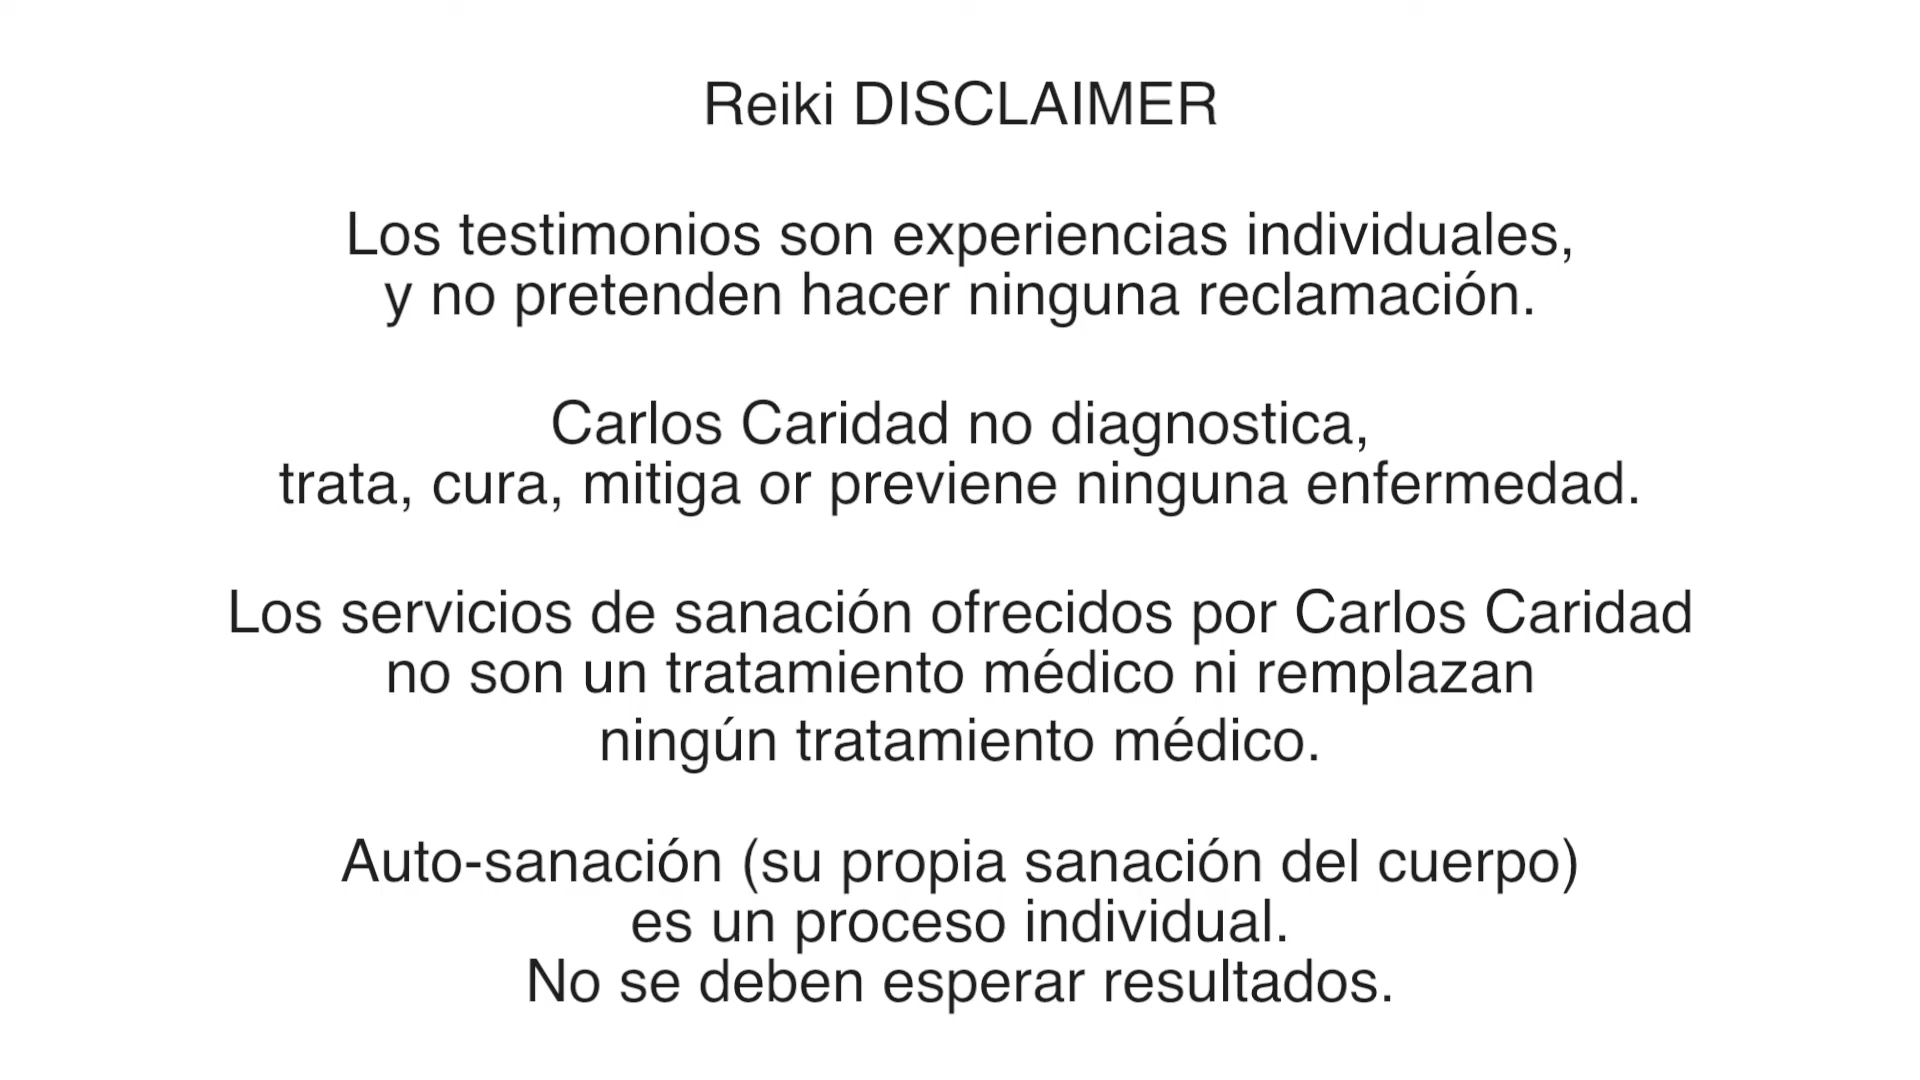 Reiki DISCLAIMER
Los testimonios son experiencias individuales,
y no pretenden hacer ninguna reclamación.
Carlos Caridad no diagnostica,
trata, cura, mitiga or previene ninguna enfermedad.
Los servicios de sanación ofrecidos por Carlos Caridad
no son un tratamiento médico ni remplazan
ningún tratamiento médico.
Auto-sanación (su propia sanación del cuerpo)
es un proceso individual.
No se deben esperar resultados.